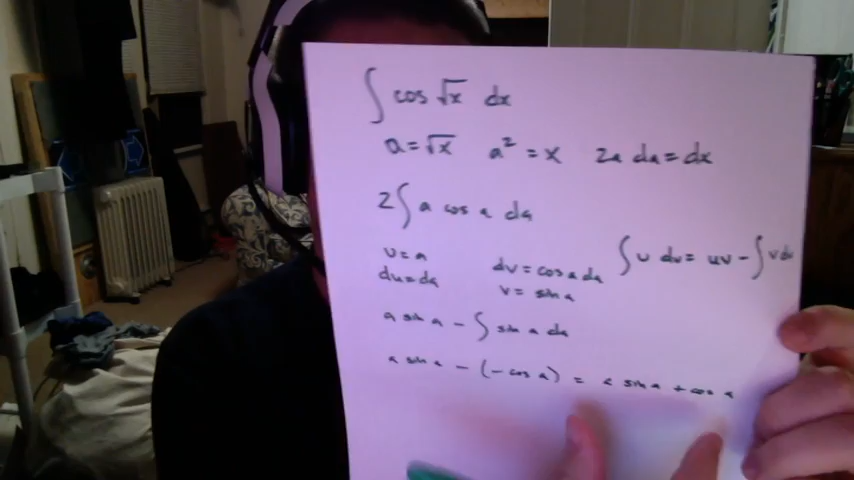 ∫ cos √x dx
a = √x a² = x 2a da = dx
2 ∫ a cos a da
u = a dv = cos a da ∫ u dv = uv - ∫ v du
du = da v = sin a
a sin a - ∫ sin a da
a sin a - (-cos a) = a sin a + cos a